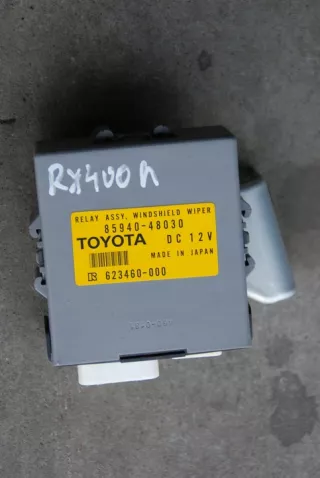 RX400h
RELAY ASSY, WINDSHIELD WIPER
85940-48030
TOYOTA DC 12V
MADE IN JAPAN
623460-000